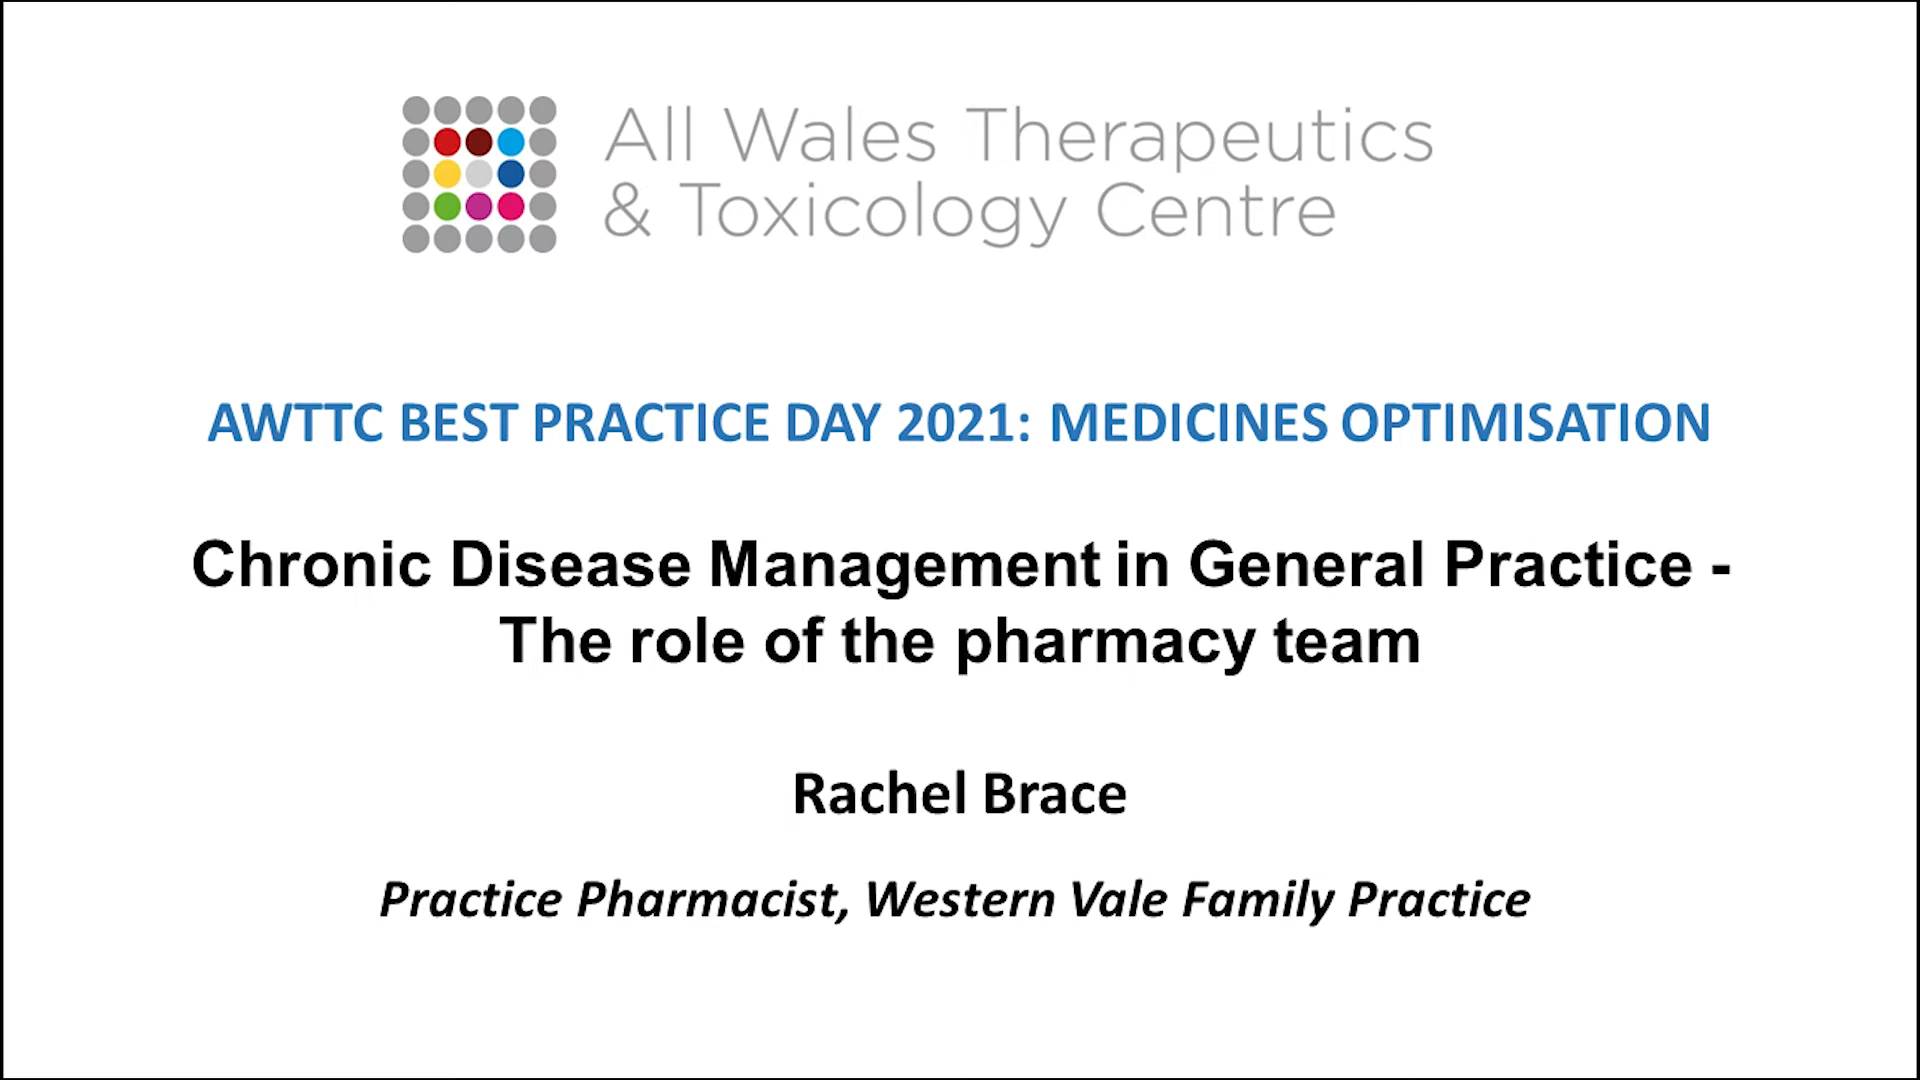 All Wales Therapeutics
& Toxicology Centre
AWTTC BEST PRACTICE DAY 2021: MEDICINES OPTIMISATION
Chronic Disease Management in General Practice -
The role of the pharmacy team
Rachel Brace
Practice Pharmacist, Western Vale Family Practice